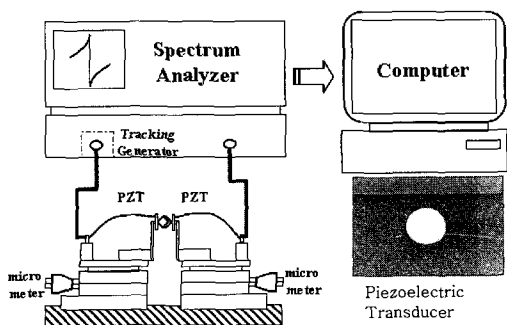 Spectrum
Analyzer
Computer
Tracking
Generator
PZT PZT
micro
meter
micro
meter
Piezoelectric
Transducer